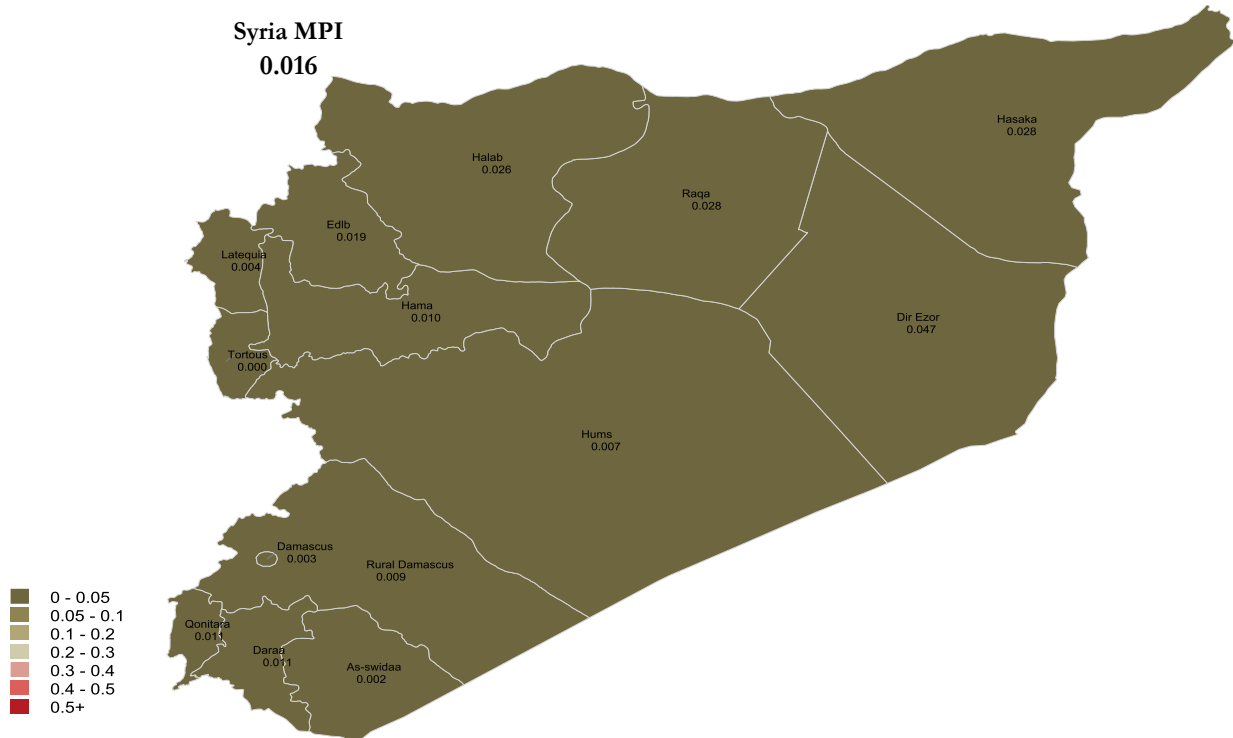 Syria MPI
0.016
Hasaka
0.028
Halab
0.026
Raqa
0.028
Edlb
0.019
Latequia
0.004
Hama
0.010
Dir Ezor
0.047
Tortous
0.000
Hums
0.007
Damascus
0.003
Rural Damascus
0.009
Qonitara
0.011
Daraa
0.011
As-swidaa
0.002
0 - 0.05
0.05 - 0.1
0.1 - 0.2
0.2 - 0.3
0.3 - 0.4
0.4 - 0.5
0.5+